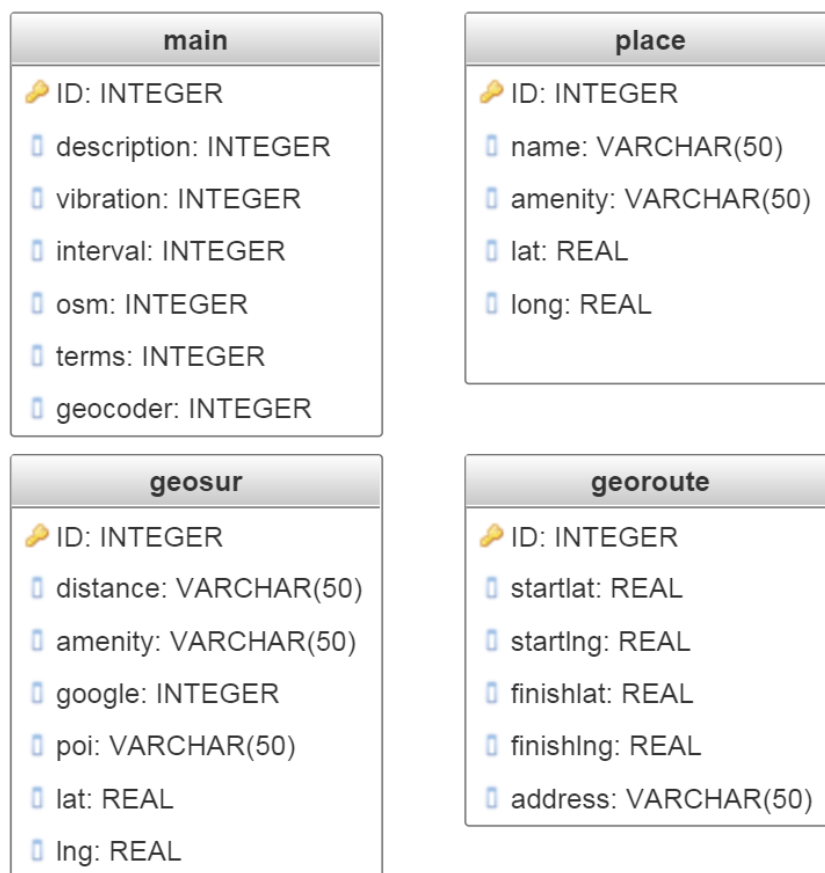 main
ID: INTEGER
description: INTEGER
vibration: INTEGER
interval: INTEGER
osm: INTEGER
terms: INTEGER
geocoder: INTEGER
place
ID: INTEGER
name: VARCHAR(50)
amenity: VARCHAR(50)
lat: REAL
long: REAL
geosur
ID: INTEGER
distance: VARCHAR(50)
amenity: VARCHAR(50)
google: INTEGER
poi: VARCHAR(50)
lat: REAL
lng: REAL
georoute
ID: INTEGER
startlat: REAL
startlng: REAL
finishlat: REAL
finishlng: REAL
address: VARCHAR(50)